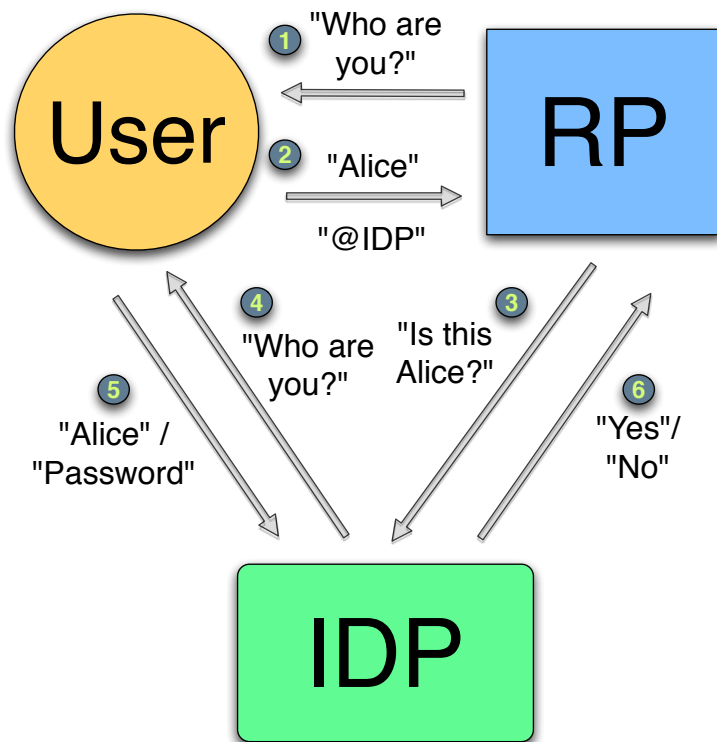 1
"Who are
you?"
User
RP
2
"Alice"
"@IDP"
4
"Who are
you?"
3
"Is this
Alice?"
5
"Alice" /
"Password"
6
"Yes"/
"No"
IDP